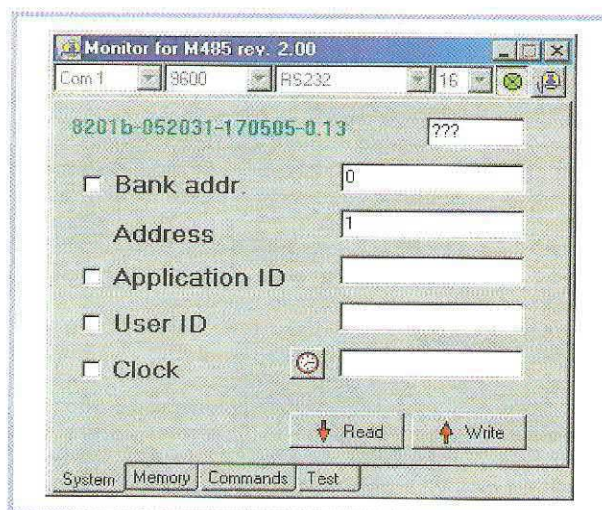 Monitor for M485 rev. 2.00
Com 1 9600 RS232 16
8201b-052031-170505-0.13 ???
Bank addr. 0
Address 1
Application ID
User ID
Clock
Read Write
System Memory Commands Test